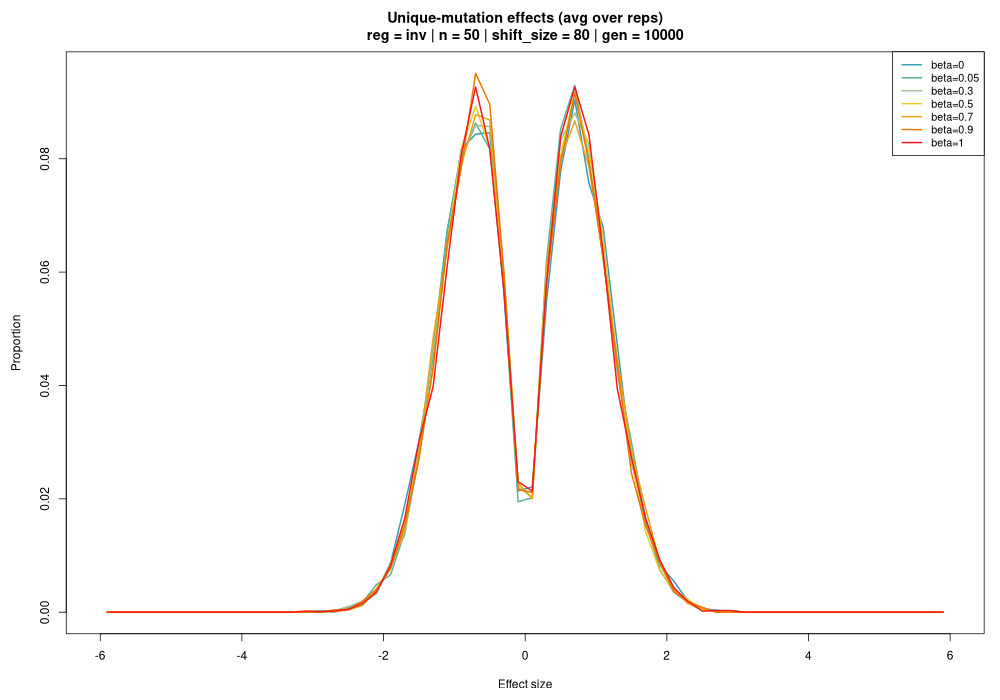 Unique-mutation effects (avg over reps)
reg = inv | n = 50 | shift_size = 80 | gen = 10000
beta=0
beta=0.05
beta=0.3
beta=0.5
beta=0.7
beta=0.9
beta=1
Proportion
0.08
0.06
0.04
0.02
0.00
-6 -4 -2 0 2 4 6
Effect size